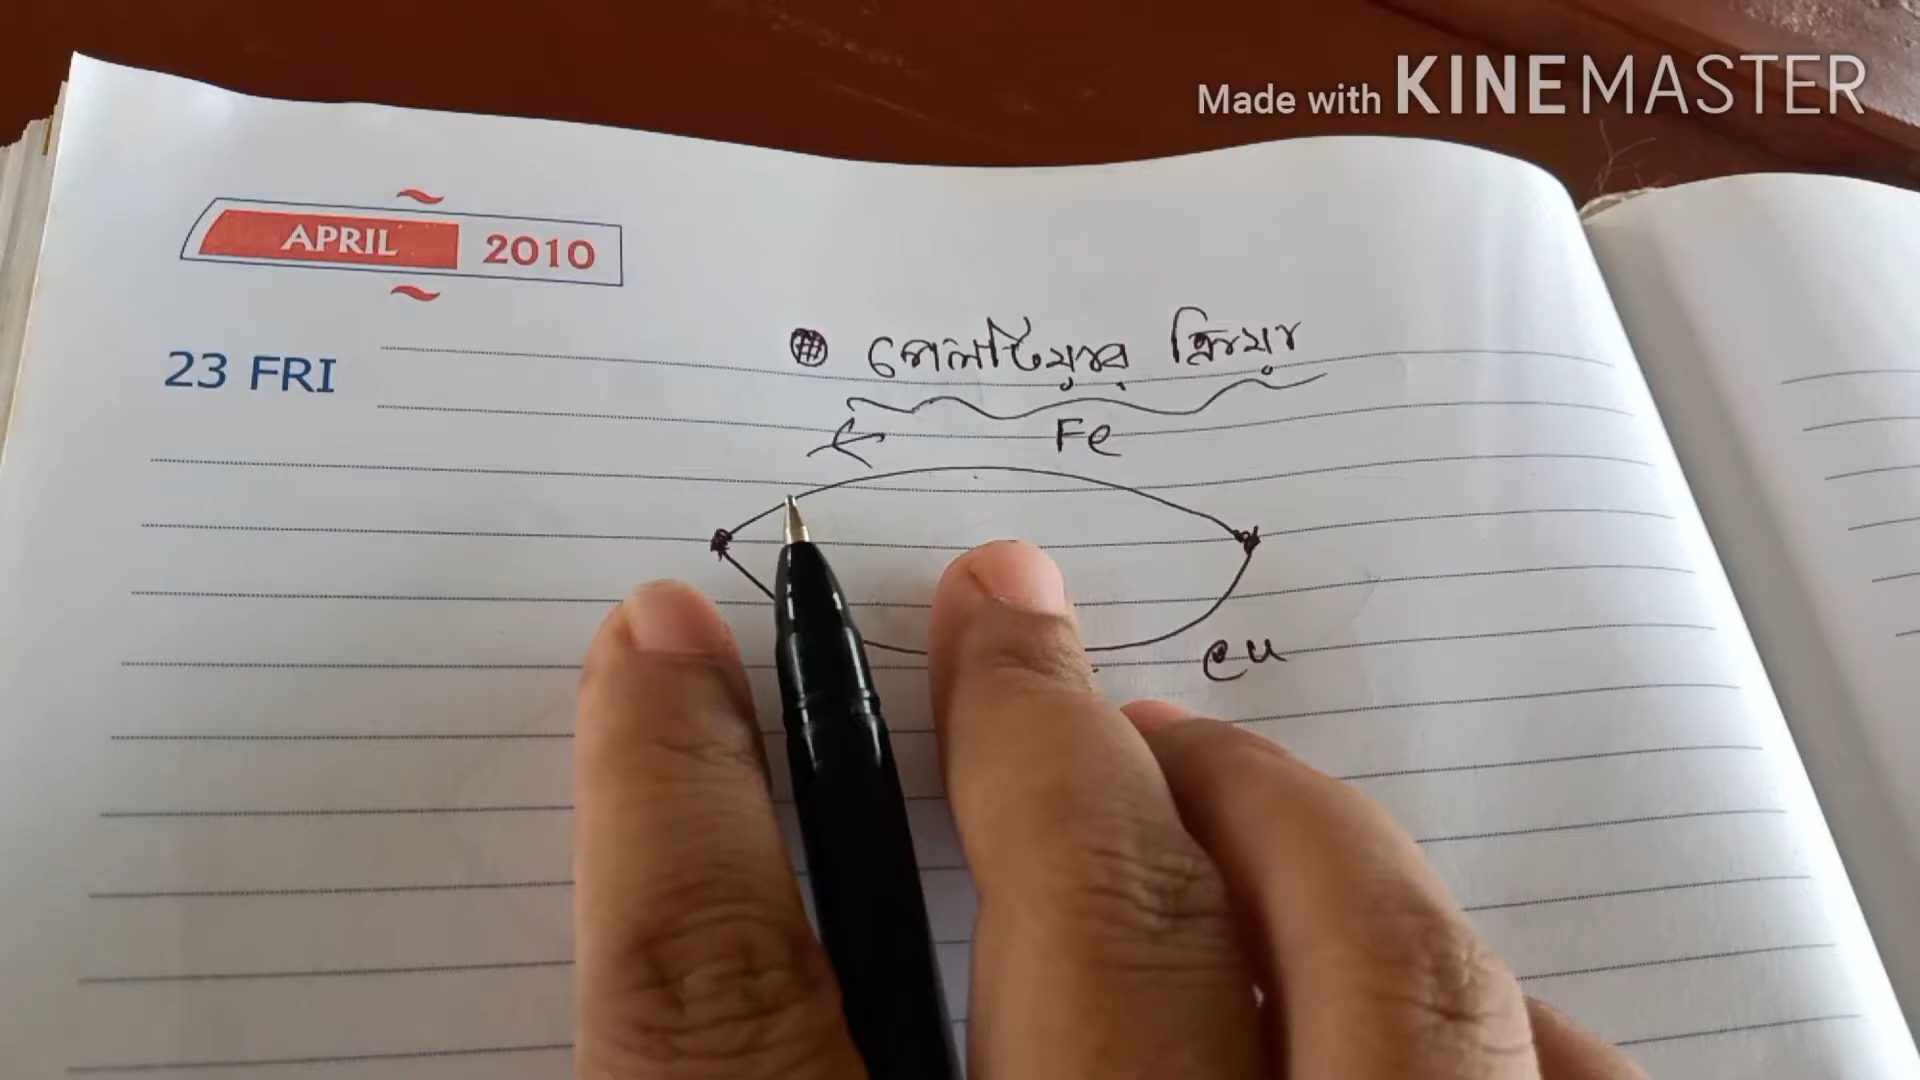 Made with KINEMASTER
APRIL 2010
23 FRI
পেলটিয়ার ক্রিয়া
Fe
Cu